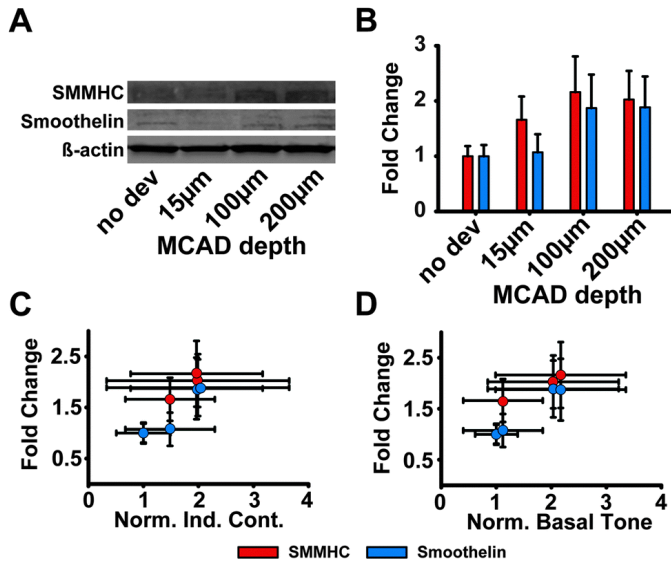 A
SMMHC
Smoothelin
ß-actin
no dev
15µm
100µm
200µm
MCAD depth
B
Fold Change
3
2
1
0
no dev
15µm
100µm
200µm
MCAD depth
C
Fold Change
2.5
1.5
0.5
0 1 2 3 4
Norm. Ind. Cont.
D
Fold Change
2.5
1.5
0.5
0 1 2 3 4
Norm. Basal Tone
SMMHC Smoothelin